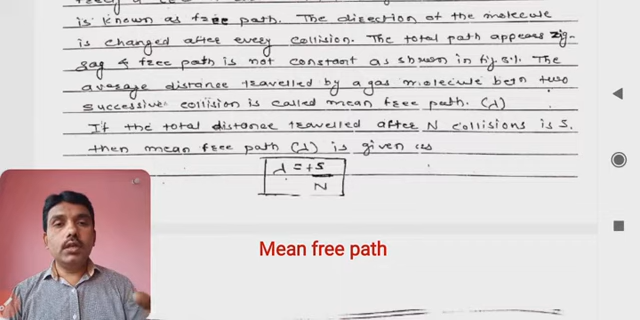 is known as free path. The direction of the molecule
is changed after every collision. The total path appears zig-
zag & free path is not constant as shown in fig. 8.1. The
average distance travelled by a gas molecule betn two
successive collision is called mean free path. (λ)
If the total distance travelled after N collisions is S.
then mean free path (λ) is given as
λ = + S
N
Mean free path